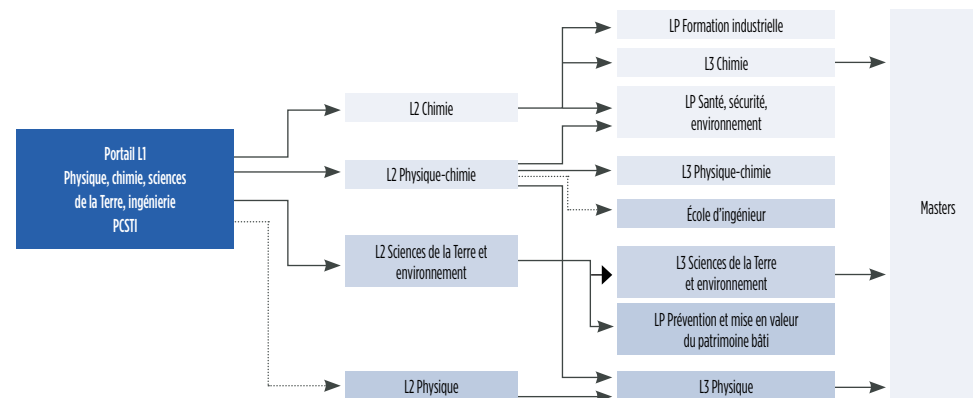 Portail L1
Physique, chimie, sciences
de la Terre, ingénierie
PCSTI
L2 Chimie
L2 Physique-chimie
L2 Sciences de la Terre et
environnement
L2 Physique
LP Formation industrielle
L3 Chimie
LP Santé, sécurité,
environnement
L3 Physique-chimie
École d'ingénieur
L3 Sciences de la Terre
et environnement
LP Prévention et mise en valeur
du patrimoine bâti
L3 Physique
Masters